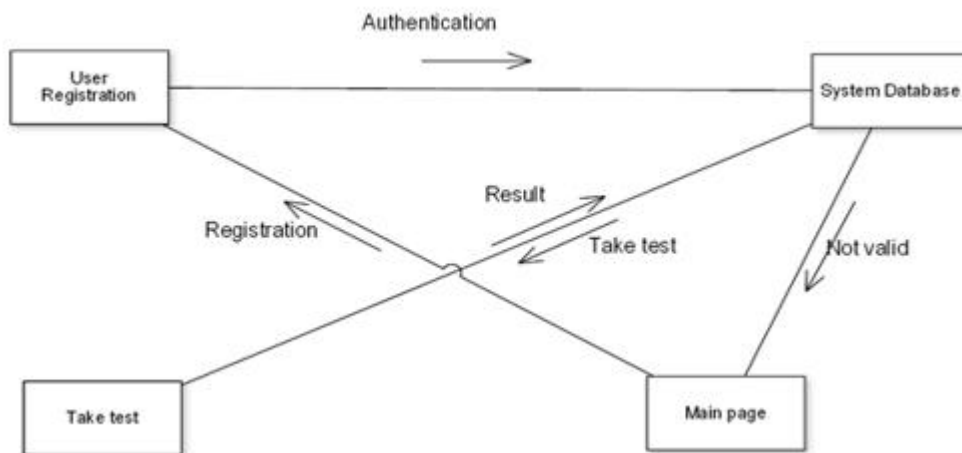 Authentication
User
Registration
System Database
Result
Registration
Take test
Not valid
Take test
Main page